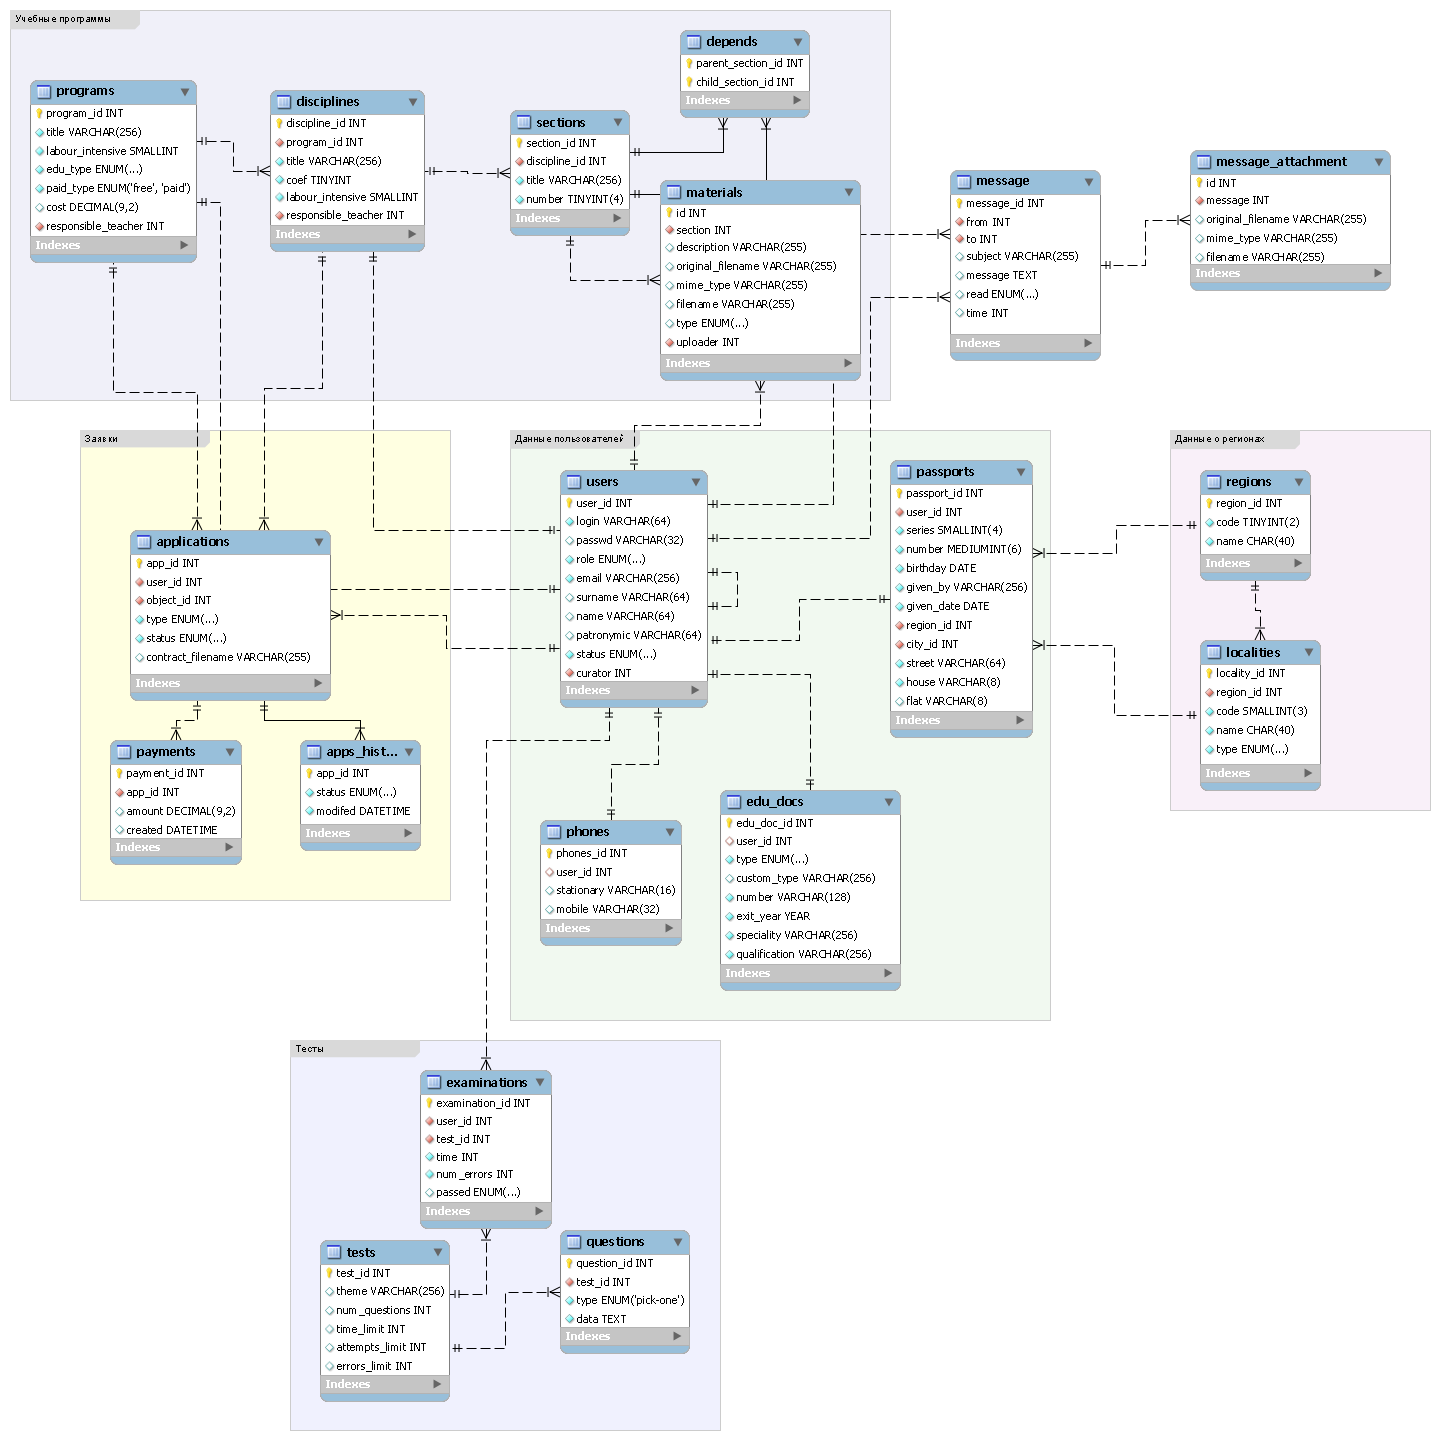 Учебные программы
programs
program_id INT
title VARCHAR(256)
labour_intensive SMALLINT
edu_type ENUM(...)
paid_type ENUM('free', 'paid')
cost DECIMAL(9,2)
responsible_teacher INT
Indexes
disciplines
discipline_id INT
program_id INT
title VARCHAR(256)
coef TINYINT
labour_intensive SMALLINT
responsible_teacher INT
Indexes
sections
section_id INT
discipline_id INT
title VARCHAR(256)
number TINYINT(4)
Indexes
depends
parent_section_id INT
child_section_id INT
Indexes
materials
id INT
section INT
description VARCHAR(255)
original_filename VARCHAR(255)
mime_type VARCHAR(255)
filename VARCHAR(255)
type ENUM(...)
uploader INT
Indexes
message
message_id INT
from INT
to INT
subject VARCHAR(255)
message TEXT
read ENUM(...)
time INT
Indexes
message_attachment
id INT
message INT
original_filename VARCHAR(255)
mime_type VARCHAR(255)
filename VARCHAR(255)
Indexes
Заявки
applications
app_id INT
user_id INT
object_id INT
type ENUM(...)
status ENUM(...)
contract_filename VARCHAR(255)
Indexes
payments
payment_id INT
app_id INT
amount DECIMAL(9,2)
created DATETIME
Indexes
apps_hist...
app_id INT
status ENUM(...)
modifed DATETIME
Indexes
Данные пользователей
users
user_id INT
login VARCHAR(64)
passwd VARCHAR(32)
role ENUM(...)
email VARCHAR(256)
surname VARCHAR(64)
name VARCHAR(64)
patronymic VARCHAR(64)
status ENUM(...)
curator INT
Indexes
passports
passport_id INT
user_id INT
series SMALLINT(4)
number MEDIUMINT(6)
birthday DATE
given_by VARCHAR(256)
given_date DATE
region_id INT
city_id INT
street VARCHAR(64)
house VARCHAR(8)
flat VARCHAR(8)
Indexes
phones
phones_id INT
user_id INT
stationary VARCHAR(16)
mobile VARCHAR(32)
Indexes
edu_docs
edu_doc_id INT
user_id INT
type ENUM(...)
custom_type VARCHAR(256)
number VARCHAR(128)
exit_year YEAR
speciality VARCHAR(256)
qualification VARCHAR(256)
Indexes
Данные о регионах
regions
region_id INT
code TINYINT(2)
name CHAR(40)
Indexes
localities
locality_id INT
region_id INT
code SMALLINT(3)
name CHAR(40)
type ENUM(...)
Indexes
Тесты
examinations
examination_id INT
user_id INT
test_id INT
time INT
num_errors INT
passed ENUM(...)
Indexes
tests
test_id INT
theme VARCHAR(256)
num_questions INT
time_limit INT
attempts_limit INT
errors_limit INT
Indexes
questions
question_id INT
test_id INT
type ENUM('pick-one')
data TEXT
Indexes